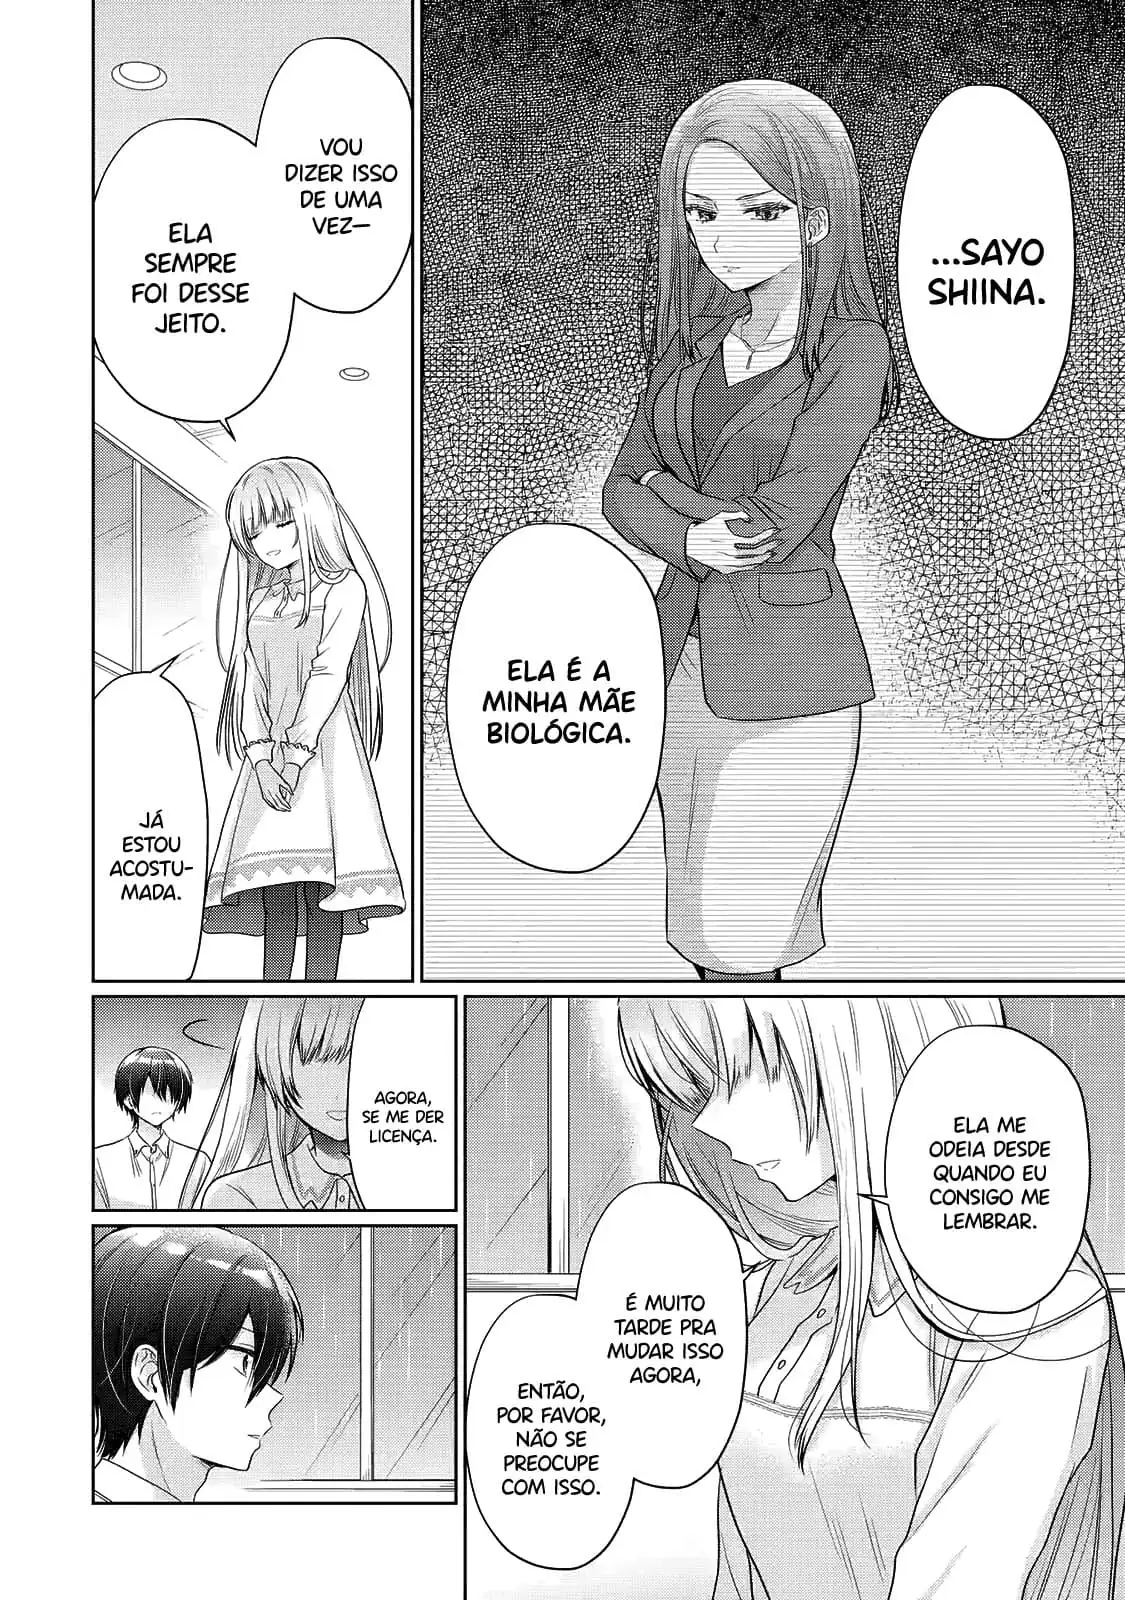 ...SAYO
SHIINA.
ELA É A
MINHA MÃE
BIOLÓGICA.
VOU
DIZER ISSO
DE UMA
VEZ—
ELA
SEMPRE
FOI DESSE
JEITO.
JÁ
ESTOU
ACOSTU-
MADA.
ELA ME
ODEIA DESDE
QUANDO EU
CONSIGO ME
LEMBRAR.
É MUITO
TARDE PRA
MUDAR ISSO
AGORA,
ENTÃO,
POR FAVOR,
NÃO SE
PREOCUPE
COM ISSO.
AGORA,
SE ME DER
LICENÇA.